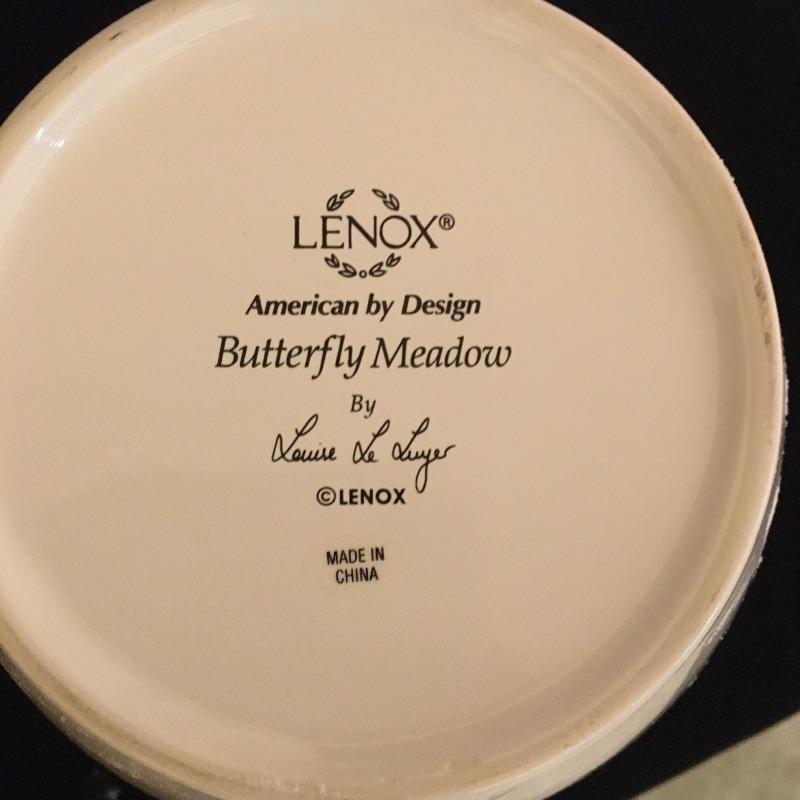 LENOX®
American by Design
Butterfly Meadow
By
Louise Le Luyer
©LENOX
MADE IN
CHINA